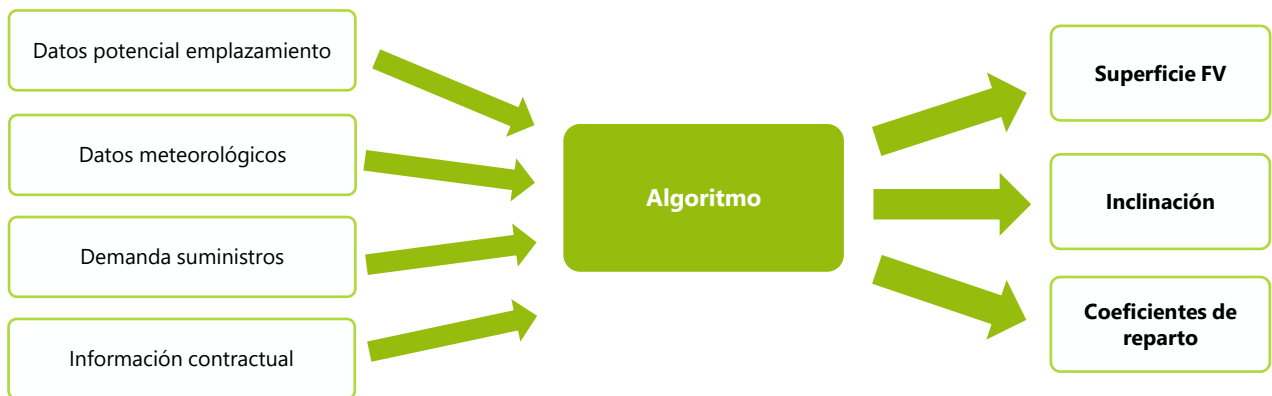 Datos potencial emplazamiento
Datos meteorológicos
Demanda suministros
Información contractual
Algoritmo
Superficie FV
Inclinación
Coeficientes de
reparto